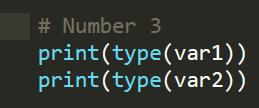 # Number 3
print(type(var1))
print(type(var2))